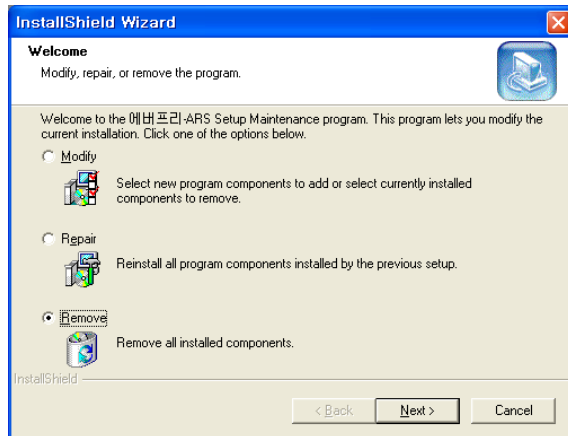 InstallShield Wizard
Welcome
Modify, repair, or remove the program.
Welcome to the 에버프리-ARS Setup Maintenance program. This program lets you modify the
current installation. Click one of the options below.
Modify
Select new program components to add or select currently installed
components to remove.
Repair
Reinstall all program components installed by the previous setup.
Remove
Remove all installed components.
InstallShield
< Back Next > Cancel